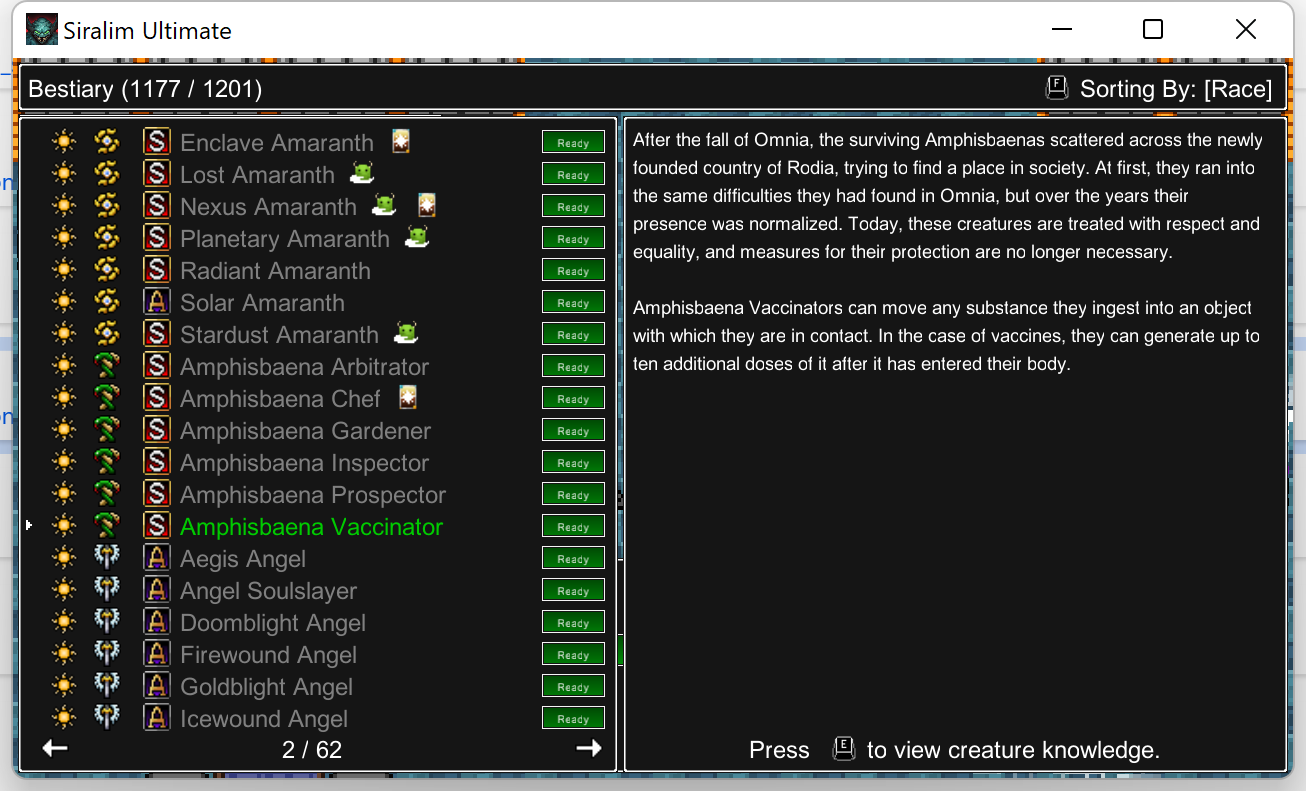 Siralim Ultimate
Bestiary (1177 / 1201)
F Sorting By: [Race]
S Enclave Amaranth Ready
S Lost Amaranth Ready
S Nexus Amaranth Ready
S Planetary Amaranth Ready
S Radiant Amaranth Ready
A Solar Amaranth Ready
S Stardust Amaranth Ready
S Amphisbaena Arbitrator Ready
S Amphisbaena Chef Ready
S Amphisbaena Gardener Ready
S Amphisbaena Inspector Ready
S Amphisbaena Prospector Ready
S Amphisbaena Vaccinator Ready
A Aegis Angel Ready
A Angel Soulslayer Ready
A Doomblight Angel Ready
A Firewound Angel Ready
A Goldblight Angel Ready
A Icewound Angel Ready
2 / 62
After the fall of Omnia, the surviving Amphisbaenas scattered across the newly
founded country of Rodia, trying to find a place in society. At first, they ran into
the same difficulties they had found in Omnia, but over the years their
presence was normalized. Today, these creatures are treated with respect and
equality, and measures for their protection are no longer necessary.
Amphisbaena Vaccinators can move any substance they ingest into an object
with which they are in contact. In the case of vaccines, they can generate up to
ten additional doses of it after it has entered their body.
Press E to view creature knowledge.